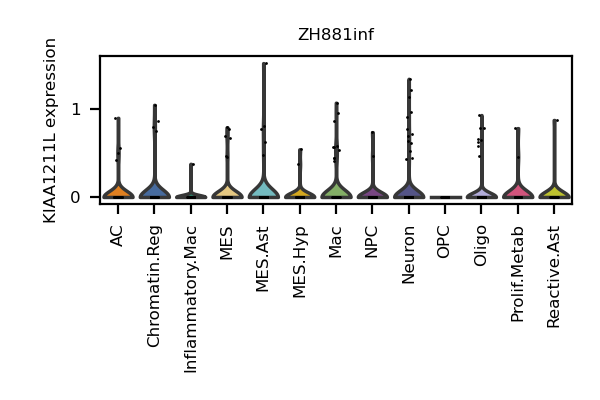 ZH881inf
KIAA1211L expression
1
0
AC
Chromatin.Reg
Inflammatory.Mac
MES
MES.Ast
MES.Hyp
Mac
NPC
Neuron
OPC
Oligo
Prolif.Metab
Reactive.Ast